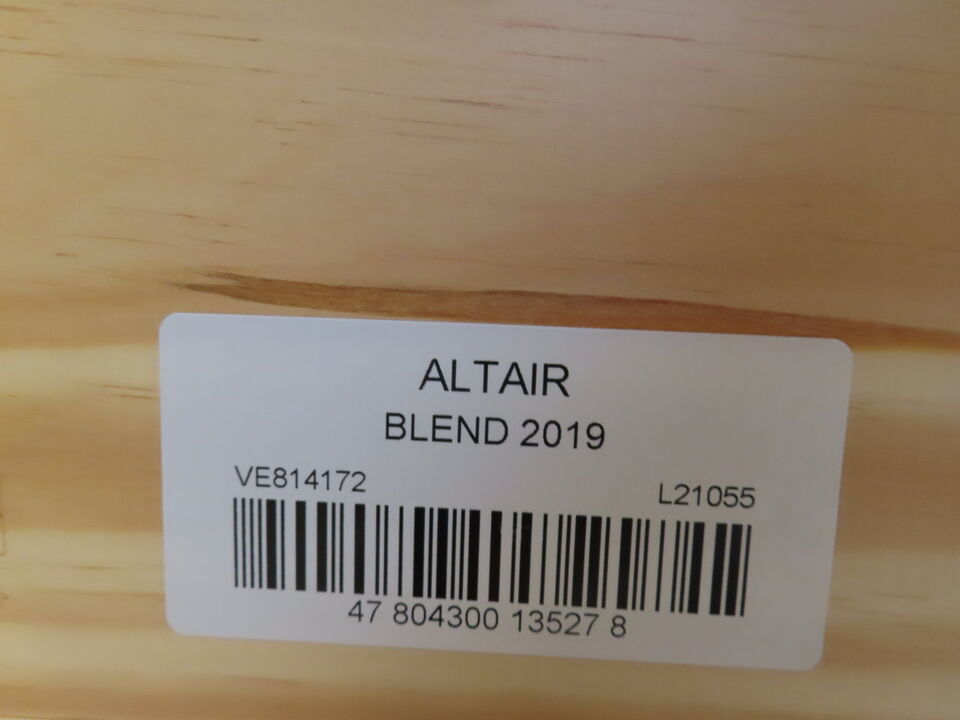 ALTAIR
BLEND 2019
VE814172 L21055
47 804300 13527 8